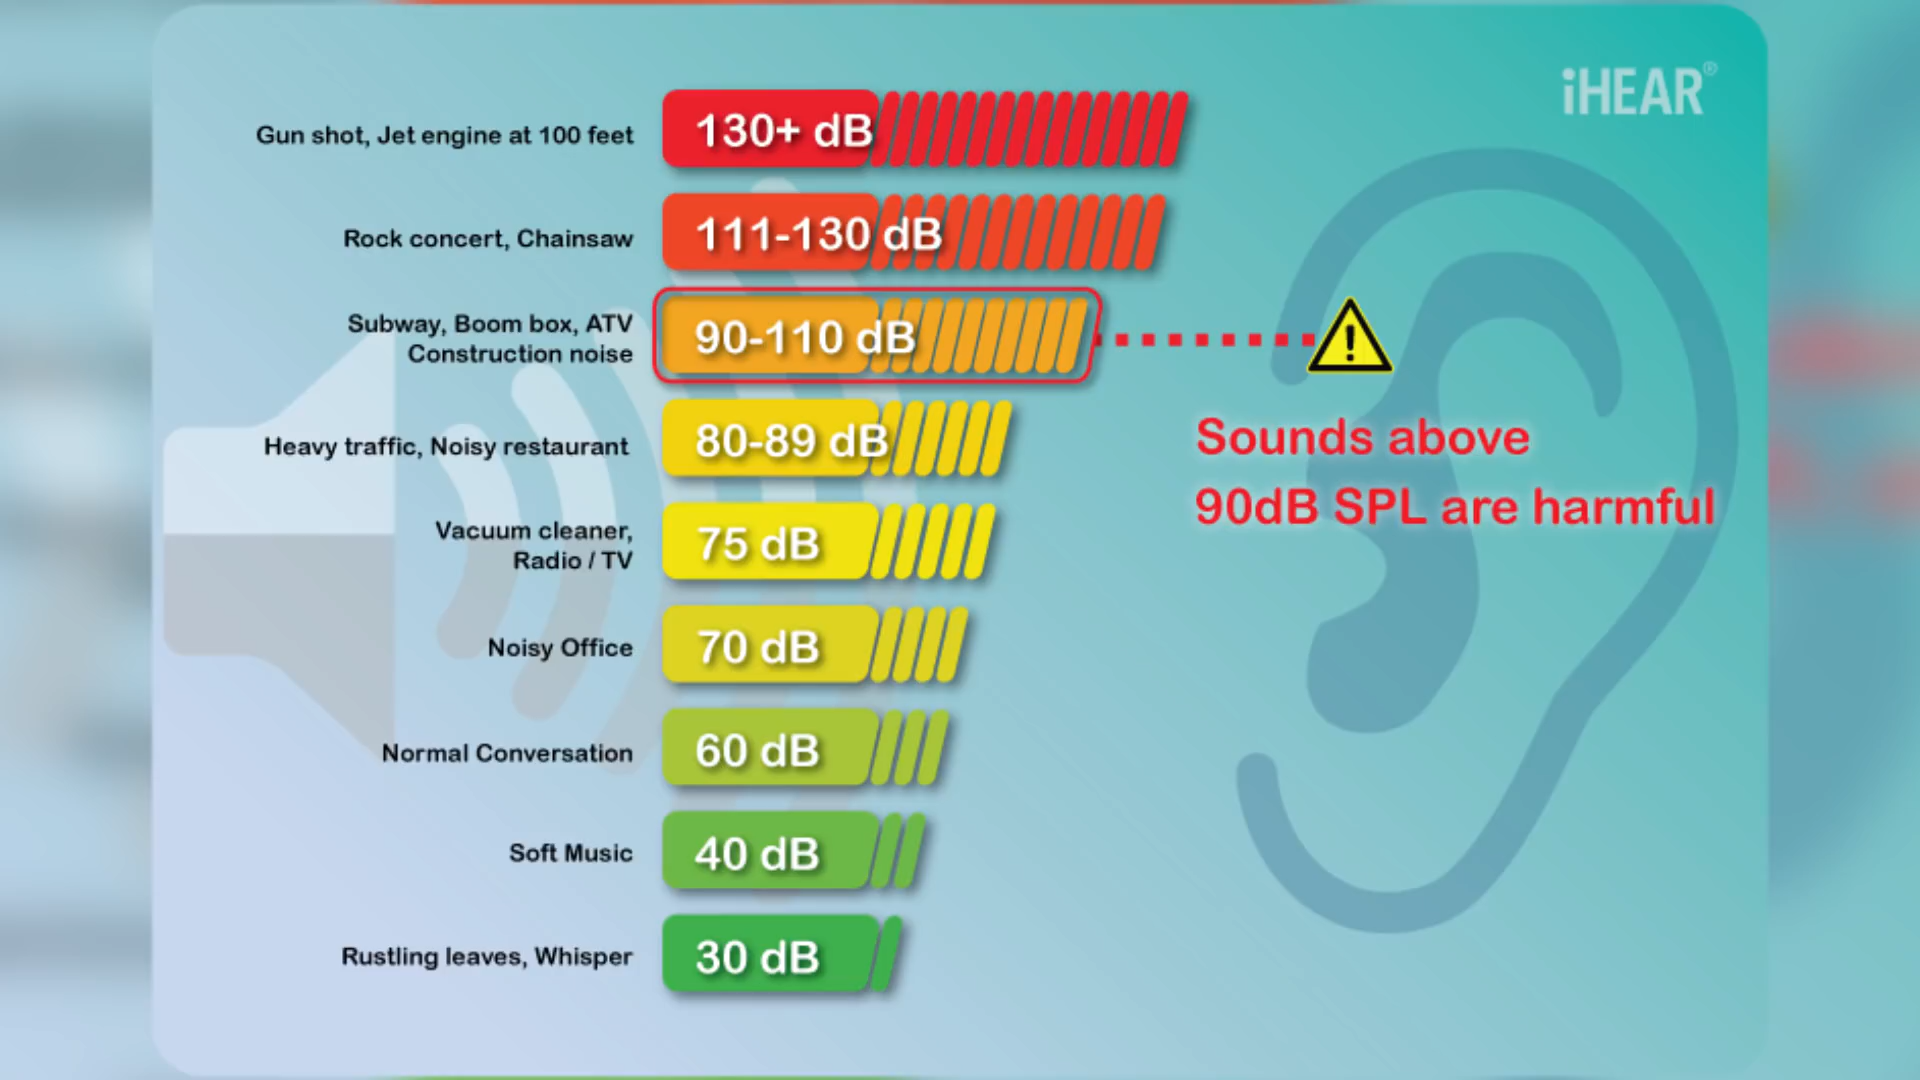 iHEAR®
Gun shot, Jet engine at 100 feet
130+ dB
Rock concert, Chainsaw
111-130 dB
Subway, Boom box, ATV
Construction noise
90-110 dB
Sounds above
90dB SPL are harmful
Heavy traffic, Noisy restaurant
80-89 dB
Vacuum cleaner,
Radio / TV
75 dB
Noisy Office
70 dB
Normal Conversation
60 dB
Soft Music
40 dB
Rustling leaves, Whisper
30 dB